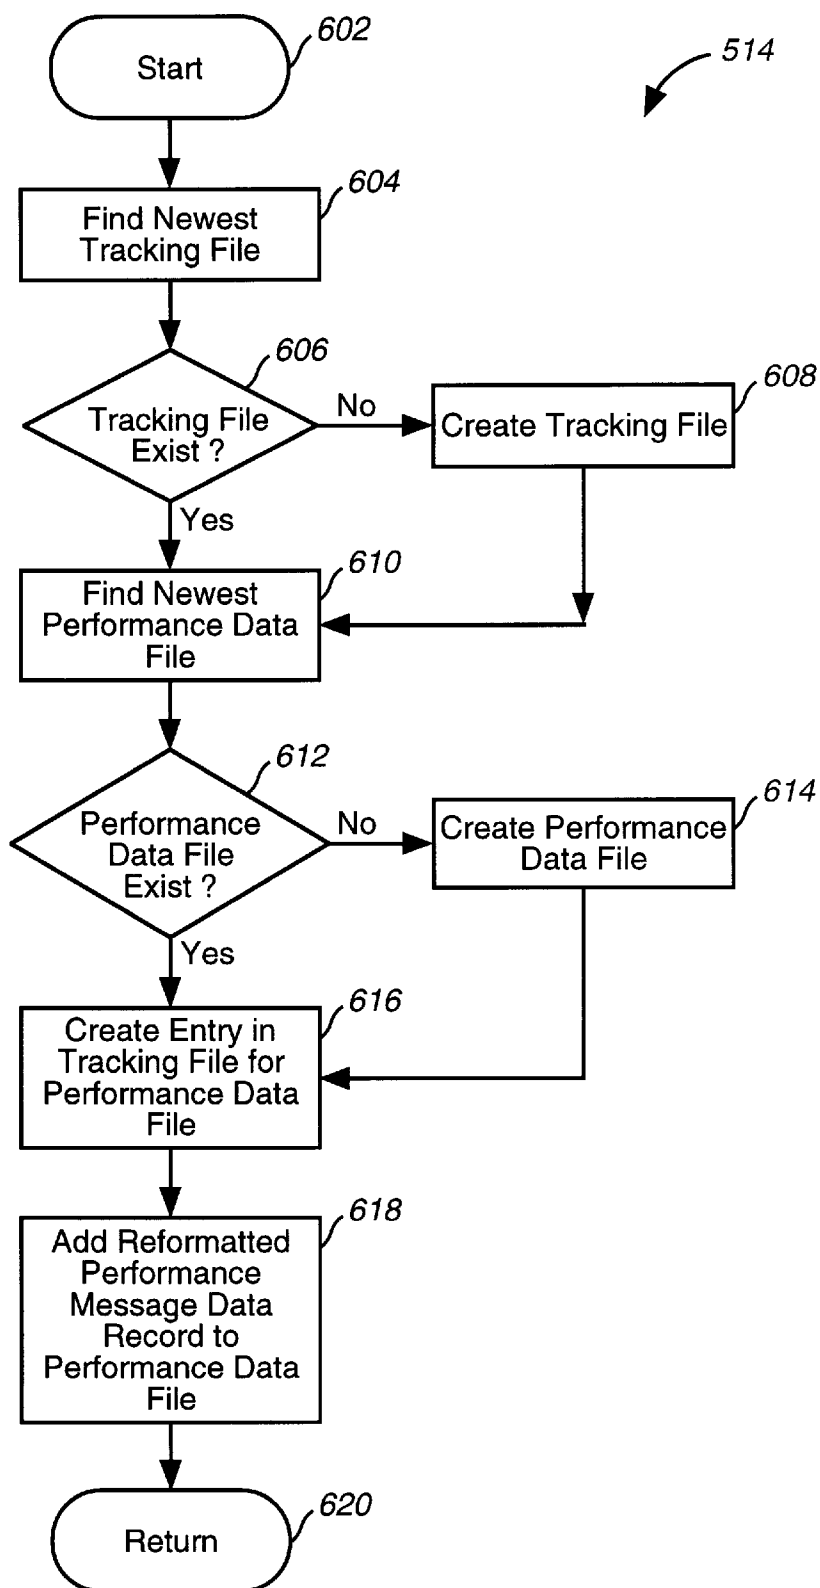 602
Start
514
604
Find Newest
Tracking File
606
Tracking File
Exist ?
No
608
Create Tracking File
Yes
610
Find Newest
Performance Data
File
612
Performance
Data File
Exist ?
No
614
Create Performance
Data File
Yes
616
Create Entry in
Tracking File for
Performance Data
File
618
Add Reformatted
Performance
Message Data
Record to
Performance Data
File
620
Return